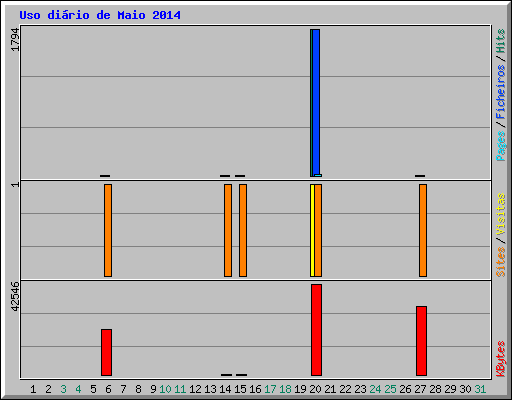 Uso diário de Maio 2014
1794
1
42546
Pages / Ficheiros / Hits
Sites / Visitas
KBytes
1 2 3 4 5 6 7 8 9 10 11 12 13 14 15 16 17 18 19 20 21 22 23 24 25 26 27 28 29 30 31